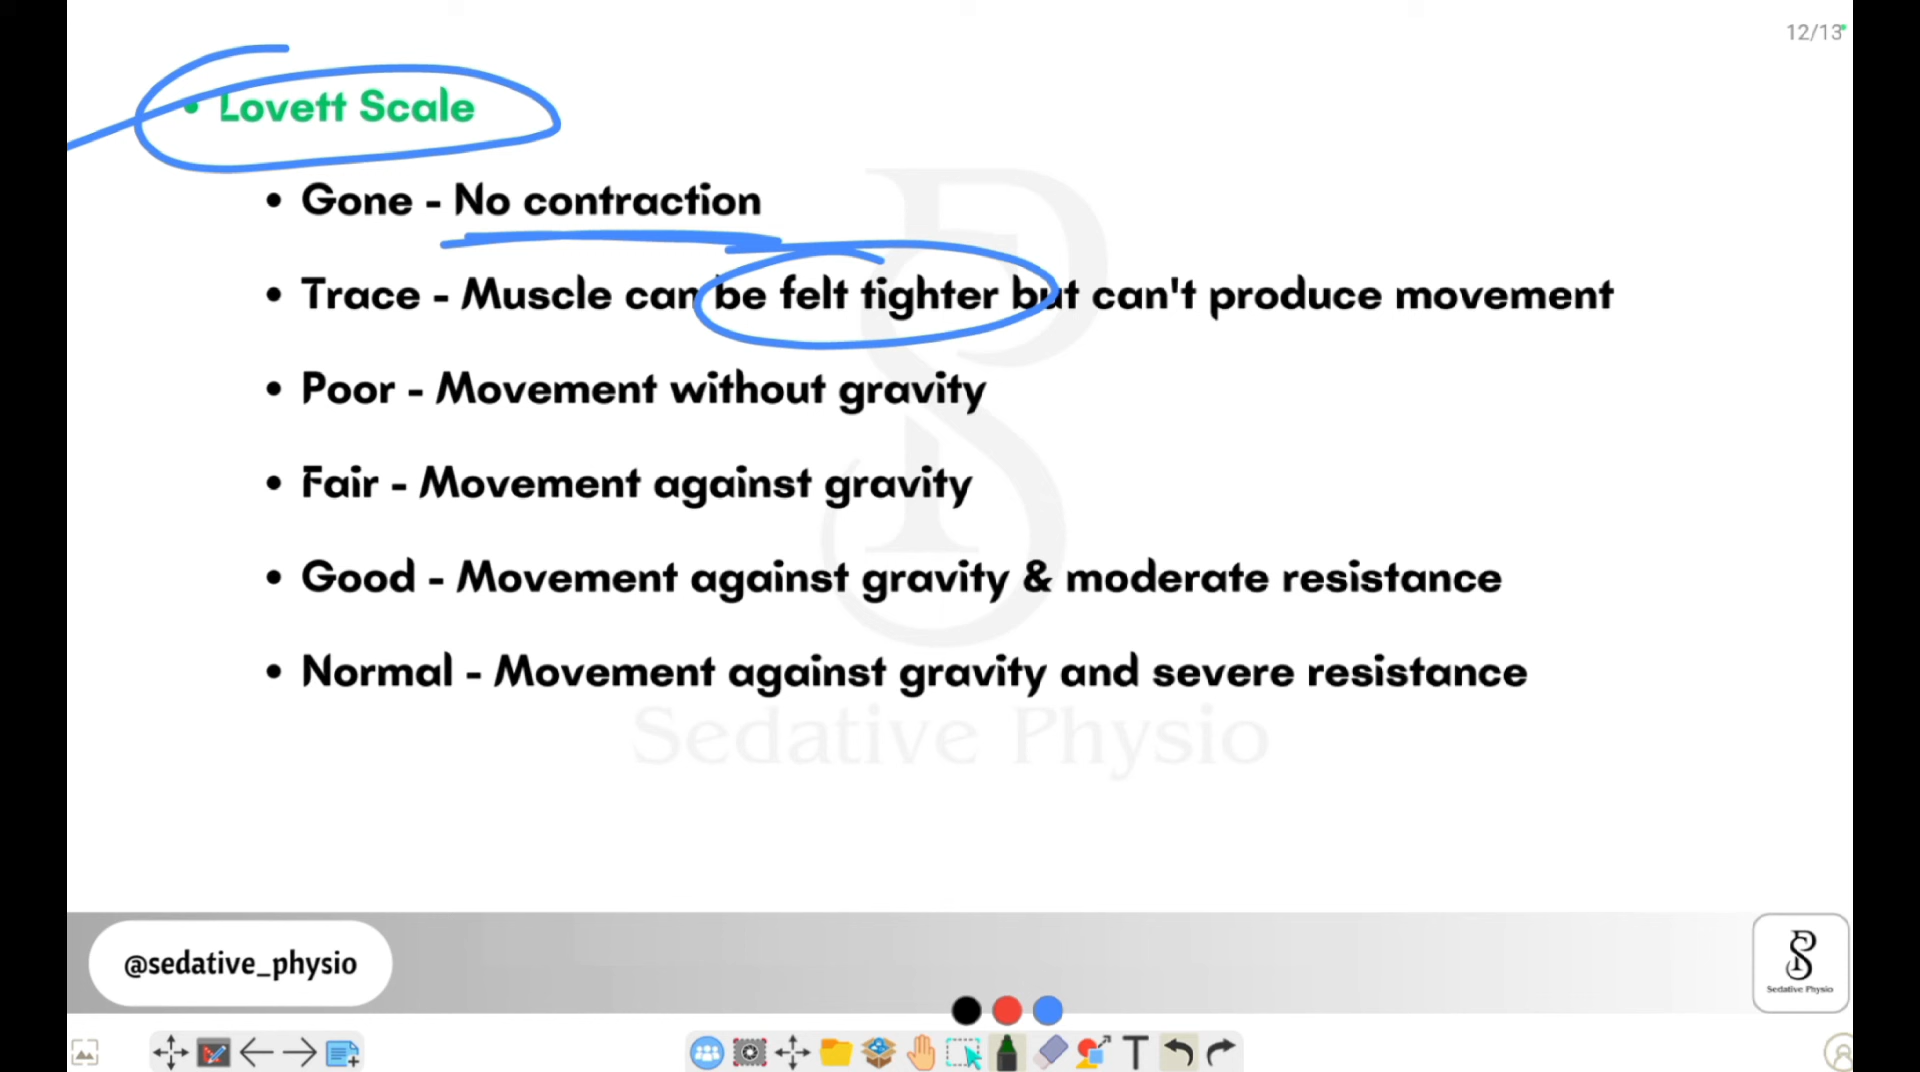 12/13
• Lovett Scale
• Gone - No contraction
• Trace - Muscle can be felt tighter but can't produce movement
• Poor - Movement without gravity
• Fair - Movement against gravity
• Good - Movement against gravity & moderate resistance
• Normal - Movement against gravity and severe resistance
Sedative Physio
@sedative_physio
Sedative Physio
T